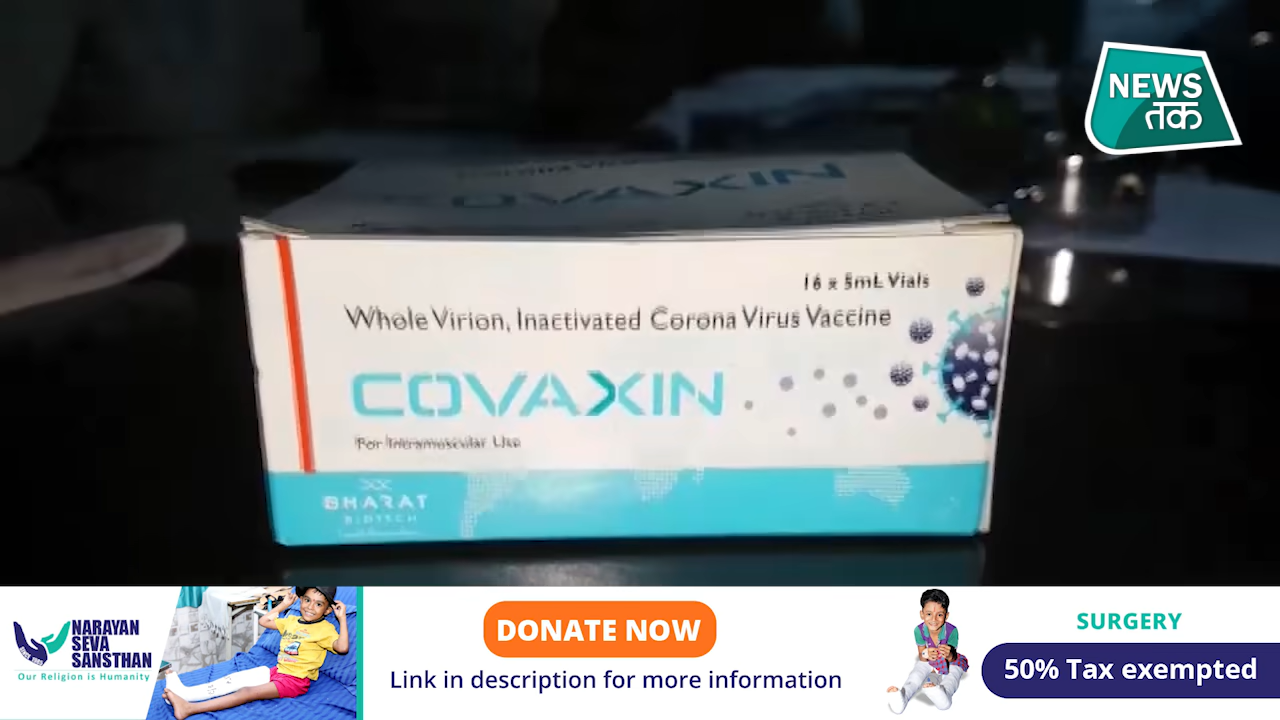 NEWS
तक
COVAXIN
16 x 5mL Vials
Whole Virion, Inactivated Corona Virus Vaccine
COVAXIN
For Intramuscular Use
BHARAT
BIOTECH
NARAYAN
SEVA
SANSTHAN
Our Religion is Humanity
DONATE NOW
Link in description for more information
SURGERY
50% Tax exempted